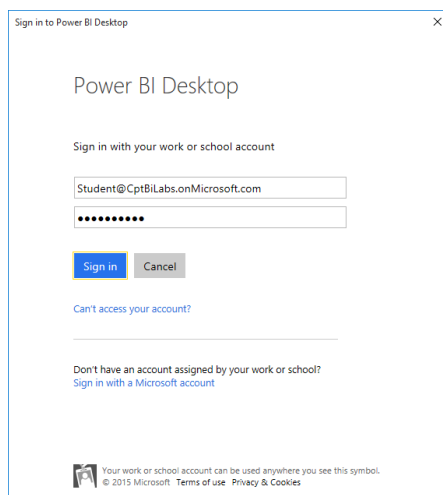 Sign in to Power BI Desktop
Power BI Desktop
Sign in with your work or school account
Student@CptBiLabs.onMicrosoft.com
●●●●●●●●●●
Sign in Cancel
Can't access your account?
Don't have an account assigned by your work or school?
Sign in with a Microsoft account
Your work or school account can be used anywhere you see this symbol.
© 2015 Microsoft Terms of use Privacy & Cookies